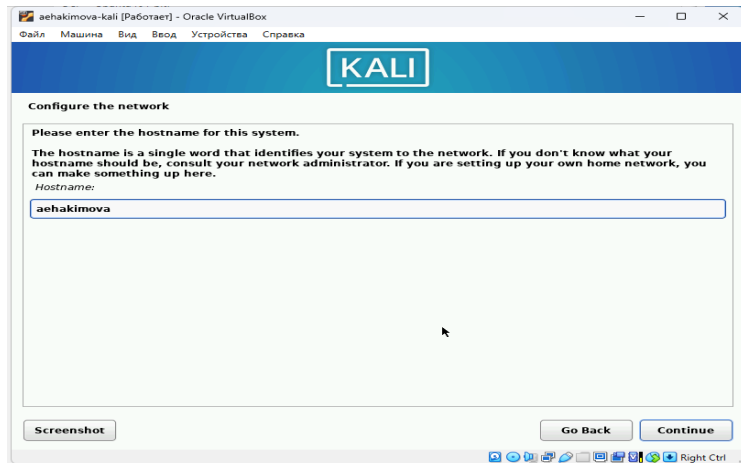 aehakimova-kali [Работает] - Oracle VirtualBox
Файл Машина Вид Ввод Устройства Справка
KALI
Configure the network
Please enter the hostname for this system.
The hostname is a single word that identifies your system to the network. If you don't know what your
hostname should be, consult your network administrator. If you are setting up your own home network, you
can make something up here.
Hostname:
aehakimova
Screenshot Go Back Continue
Right Ctrl